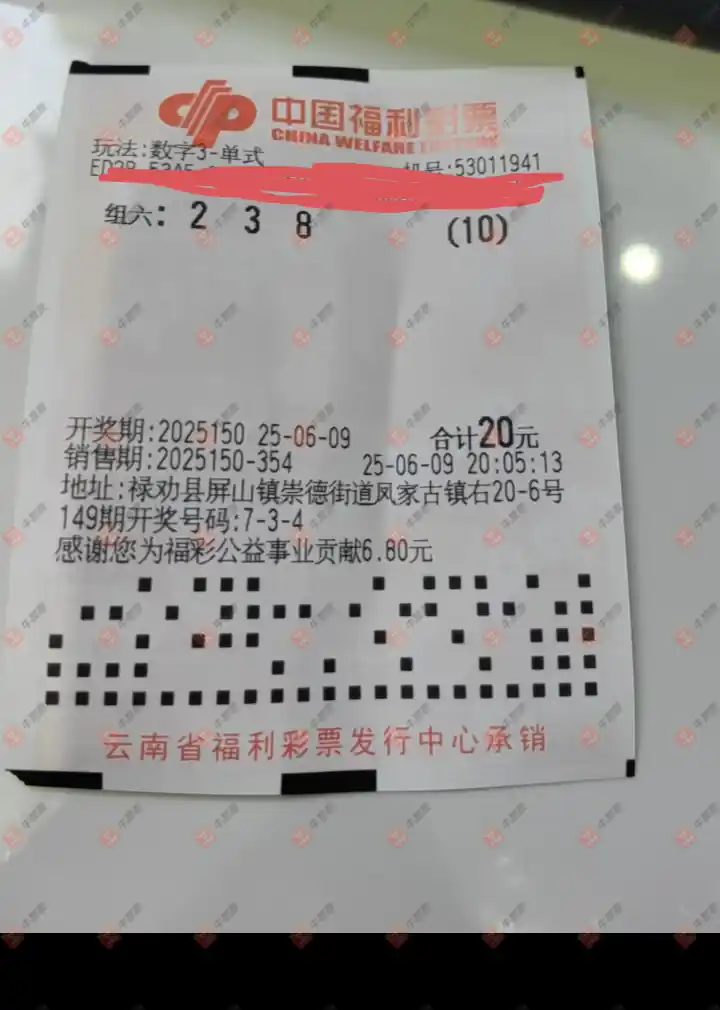 中国福利彩票
CHINA WELFARE LOTTERY
玩法:数字3-单式
机号:53011941
组六: 2 3 8 (10)
开奖期:2025150 25-06-09 合计20元
销售期:2025150-354 25-06-09 20:05:13
地址:禄劝县屏山镇崇德街道凤家古镇右20-6号
149期开奖号码:7-3-4
感谢您为福彩公益事业贡献6.80元
云南省福利彩票发行中心承销